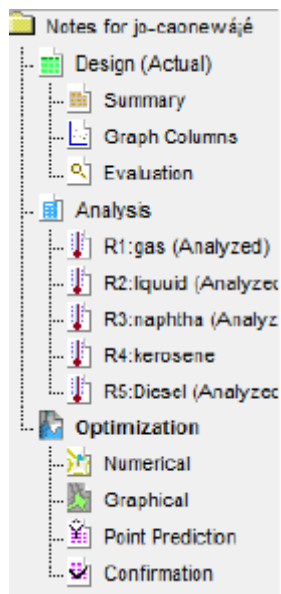 Notes for jo-caonewájé
Design (Actual)
Summary
Graph Columns
Evaluation
Analysis
R1:gas (Analyzed)
R2:liquuid (Analyzec
R3:naphtha (Analyz
R4:kerosene
R5:Diesel (Analyzec
Optimization
Numerical
Graphical
Point Prediction
Confirmation